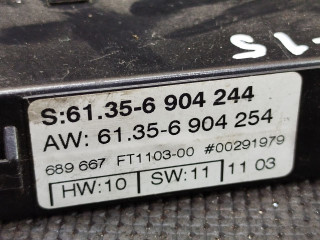 S:61.35-6 904 244
AW: 61.35-6 904 254
689 667 FT1103-00 #00291979
HW:10 SW:11 11 03